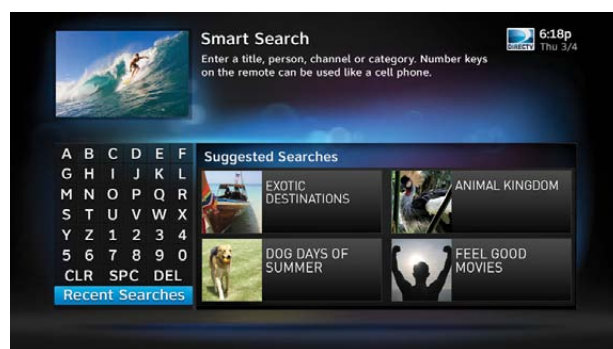 Smart Search
Enter a title, person, channel or category. Number keys
on the remote can be used like a cell phone.
DIRECTV
6:18p
Thu 3/4
A B C D E F
G H I J K L
M N O P Q R
S T U V W X
Y Z 1 2 3 4
5 6 7 8 9 0
CLR SPC DEL
Recent Searches
Suggested Searches
EXOTIC
DESTINATIONS
ANIMAL KINGDOM
DOG DAYS OF
SUMMER
FEEL GOOD
MOVIES